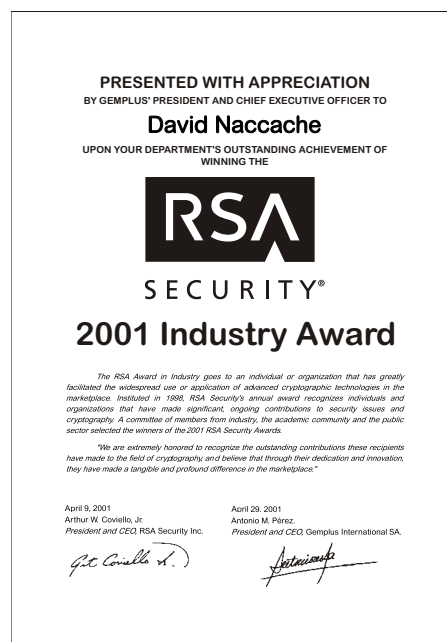 PRESENTED WITH APPRECIATION
BY GEMPLUS' PRESIDENT AND CHIEF EXECUTIVE OFFICER TO
David Naccache
UPON YOUR DEPARTMENT'S OUTSTANDING ACHIEVEMENT OF
WINNING THE
RSA
SECURITY®
2001 Industry Award
The RSA Award in Industry goes to an individual or organization that has greatly
facilitated the widespread use or application of advanced cryptographic technologies in the
marketplace. Instituted in 1998, RSA Security's annual award recognizes individuals and
organizations that have made significant, ongoing contributions to security issues and
cryptography. A committee of members from industry, the academic community and the public
sector selected the winners of the 2001 RSA Security Awards.
"We are extremely honored to recognize the outstanding contributions these recipients
have made to the field of cryptography, and believe that through their dedication and innovation,
they have made a tangible and profound difference in the marketplace."
April 9, 2001
Arthur W. Coviello, Jr.
President and CEO, RSA Security Inc.
Art Coviello Jr.
April 29. 2001
Antonio M. Pérez.
President and CEO, Gemplus International SA.